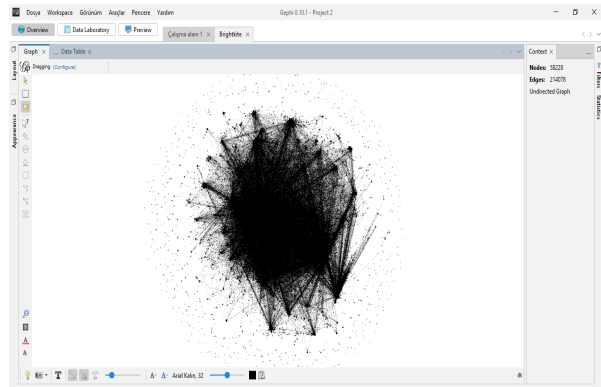 Dosya Workspace Görünüm Araçlar Pencere Yardım
Gephi 0.10.1 - Project 2
Overview
Data Laboratory
Preview
Çalışma alanı 1 ×
Brightkite ×
Graph ×
Data Table ×
Context ×
Dragging (Configure)
Nodes: 58228
Edges: 214078
Undirected Graph
Layout
Appearance
Filters
Statistics
T
A- A- Arial Kalın, 32